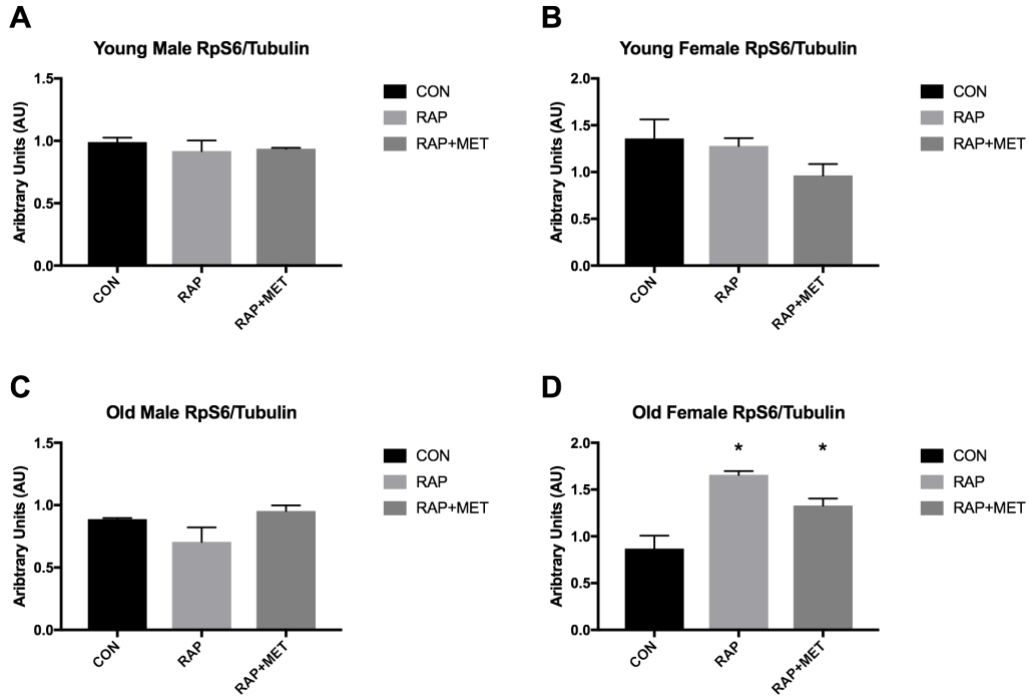 A
Young Male RpS6/Tubulin
Aribtrary Units (AU)
1.5
1.0
0.5
0.0
CON
RAP
RAP+MET
CON
RAP
RAP+MET
B
Young Female RpS6/Tubulin
Aribtrary Units (AU)
2.0
1.5
1.0
0.5
0.0
CON
RAP
RAP+MET
CON
RAP
RAP+MET
C
Old Male RpS6/Tubulin
Aribtrary Units (AU)
1.5
1.0
0.5
0.0
CON
RAP
RAP+MET
CON
RAP
RAP+MET
D
Old Female RpS6/Tubulin
Aribtrary Units (AU)
2.0
1.5
1.0
0.5
0.0
* *
CON
RAP
RAP+MET
CON
RAP
RAP+MET